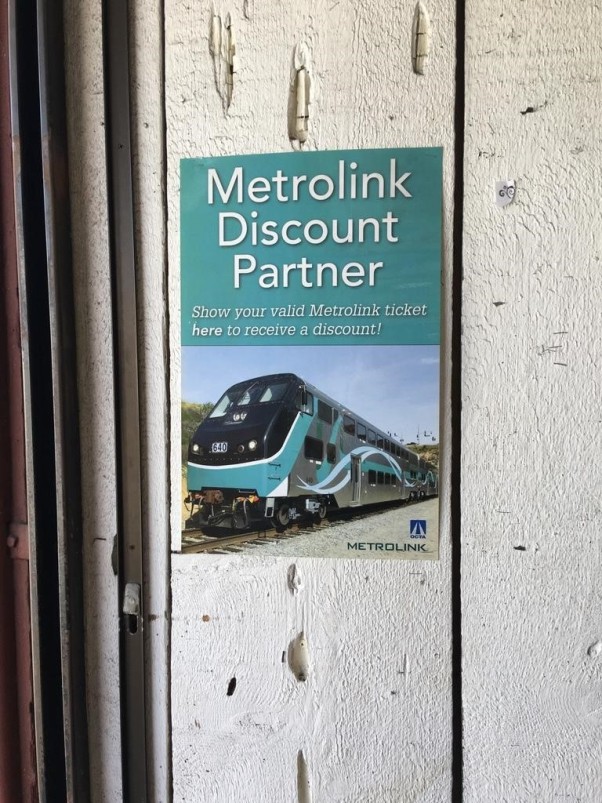 Metrolink
Discount
Partner
Show your valid Metrolink ticket
here to receive a discount!
640
OCTA
METROLINK